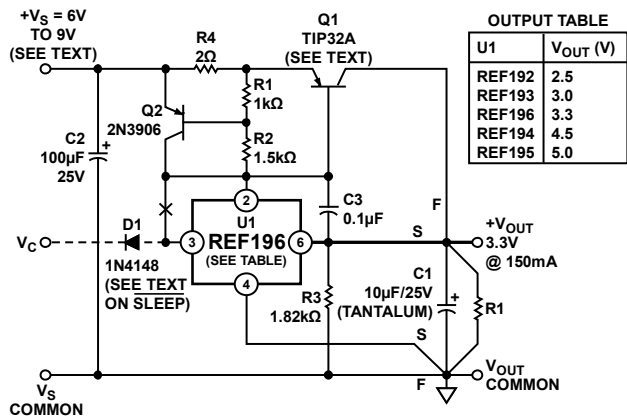 +VS = 6V
TO 9V
(SEE TEXT)
R4
2Ω
Q1
TIP32A
(SEE TEXT)
OUTPUT TABLE
U1 VOUT (V)
REF192 2.5
REF193 3.0
REF196 3.3
REF194 4.5
REF195 5.0
R1
1kΩ
Q2
2N3906
R2
1.5kΩ
C2
100µF
25V
+
C3
0.1µF
F
2
U1
S
+VOUT
3.3V
@ 150mA
VC
D1
3
REF196
6
(SEE TABLE)
1N4148
(SEE TEXT
ON SLEEP)
4
R3
1.82kΩ
C1
10µF/25V
(TANTALUM)
+
R1
S
F
VS
COMMON
VOUT
COMMON